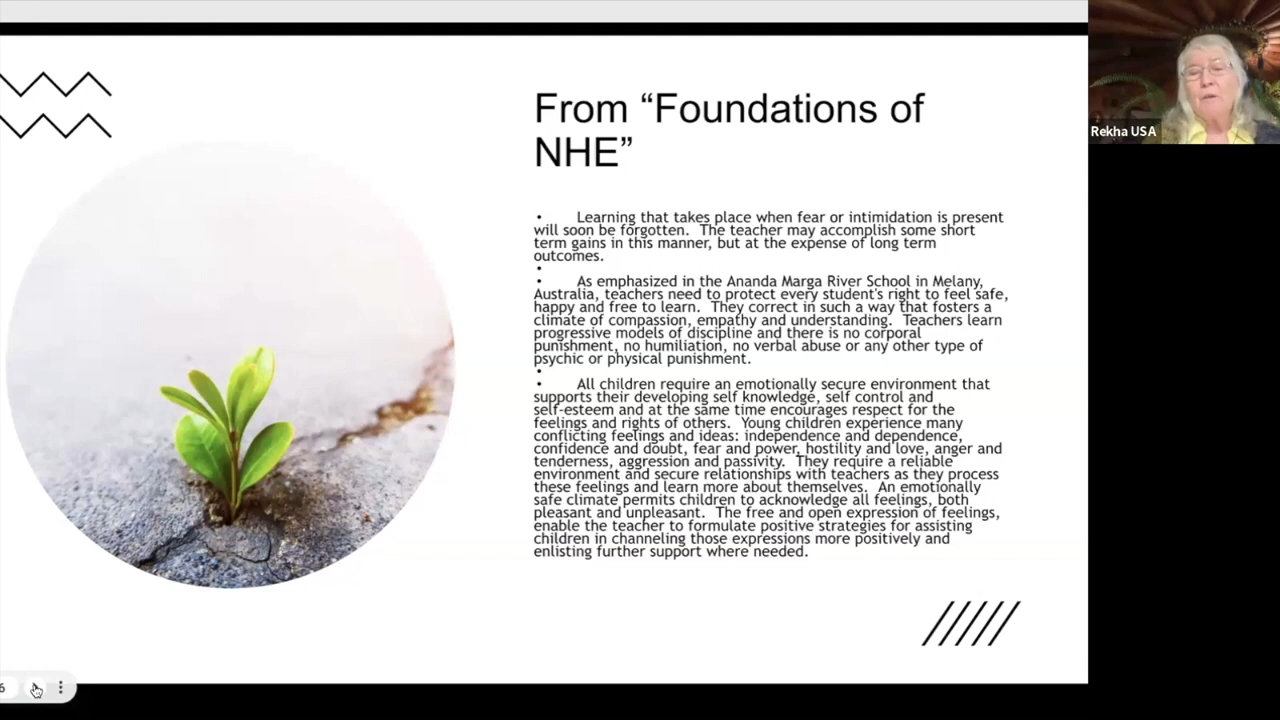 From “Foundations of
NHE”
• Learning that takes place when fear or intimidation is present
will soon be forgotten. The teacher may accomplish some short
term gains in this manner, but at the expense of long term
outcomes.
•
• As emphasized in the Ananda Marga River School in Melany,
Australia, teachers need to protect every student's right to feel safe,
happy and free to learn. They correct in such a way that fosters a
climate of compassion, empathy and understanding. Teachers learn
progressive models of discipline and there is no corporal
punishment, no humiliation, no verbal abuse or any other type of
psychic or physical punishment.
•
• All children require an emotionally secure environment that
supports their developing self knowledge, self control and
self-esteem and at the same time encourages respect for the
feelings and rights of others. Young children experience many
conflicting feelings and ideas: independence and dependence,
confidence and doubt, fear and power, hostility and love, anger and
tenderness, aggression and passivity. They require a reliable
environment and secure relationships with teachers as they process
these feelings and learn more about themselves. An emotionally
safe climate permits children to acknowledge all feelings, both
pleasant and unpleasant. The free and open expression of feelings,
enable the teacher to formulate positive strategies for assisting
children in channeling those expressions more positively and
enlisting further support where needed.
Rekha USA
6